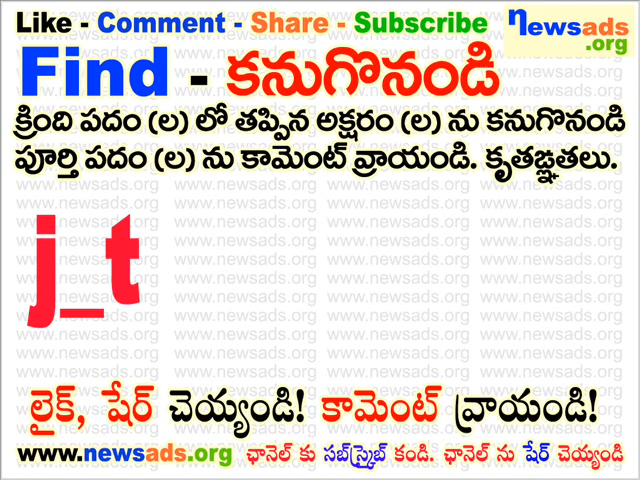 Like - Comment - Share - Subscribe
newsads
.org
Find - కనుగొనండి
క్రింది పదం (ల) లో తప్పిన అక్షరం (ల) ను కనుగొనండి
పూర్తి పదం (ల) ను కామెంట్ వ్రాయండి. కృతఙ్ఞతలు.
j_t
లైక్, షేర్ చెయ్యండి! కామెంట్ వ్రాయండి!
www.newsads.org ఛానెల్ కు సబ్‌స్క్రైబ్ కండి. ఛానెల్ ను షేర్ చెయ్యండి